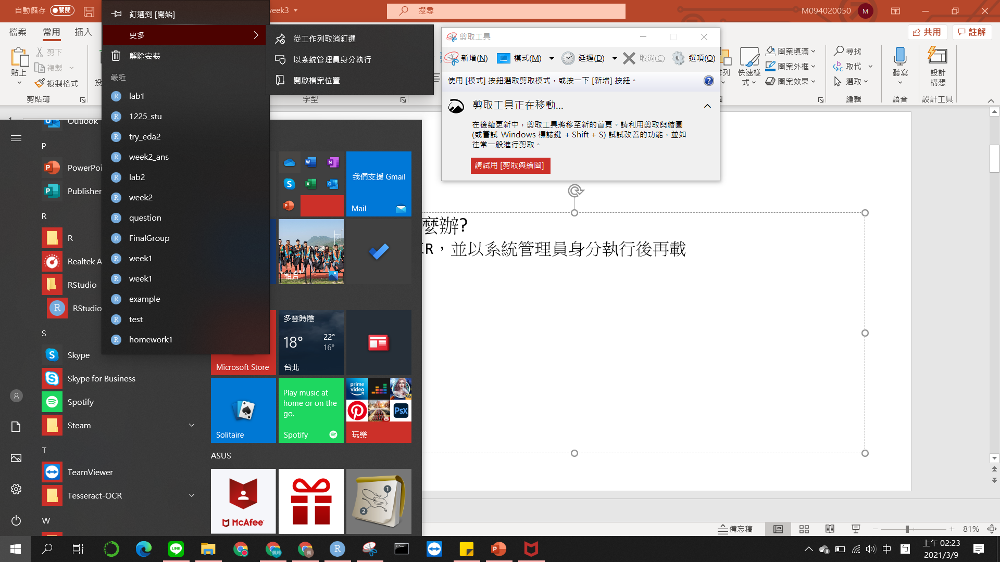 自動儲存 關閉
week3
搜尋
M094020050 M
檔案 常用 插入
共用 註解
貼上
剪下
複製
複製格式
剪貼簿
字型
快速樣式
圖案填滿
圖案外框
圖案效果
尋找
取代
選取
編輯
聽寫
語音
設計構想
設計工具
釘選到 [開始]
更多
解除安裝
最近
lab1
1225_stu
try_eda2
week2_ans
lab2
week2
question
FinalGroup
week1
week1
example
test
homework1
從工作列取消釘選
以系統管理員身分執行
開啟檔案位置
剪取工具
新增(N) 模式(M) 延遲(D) 取消(C) 選項(O)
使用 [模式] 按鈕選取剪取模式，或按一下 [新增] 按鈕。
剪取工具正在移動...
在後續更新中，剪取工具將移至新的首頁。請利用剪取與繪圖
(或嘗試 Windows 標誌鍵 + Shift + S) 試試改善的功能，並如
往常一般進行剪取。
請試用 [剪取與繪圖]
麼辦?
R，並以系統管理員身分執行後再載
Outlook
P
PowerPoi
Publisher
R
R
Realtek A
RStudio
RStudio
S
Skype
Skype for Business
Spotify
Steam
T
TeamViewer
Tesseract-OCR
W
我們支援 Gmail
Mail
相片
Microsoft Store
多雲時陰
18° 22°
16°
台北
Solitaire
Play music at
home or on the
go.
Spotify
prime video
PsX
玩樂
ASUS
McAfee
備忘稿
81%
LINE
中
上午 02:23
2021/3/9